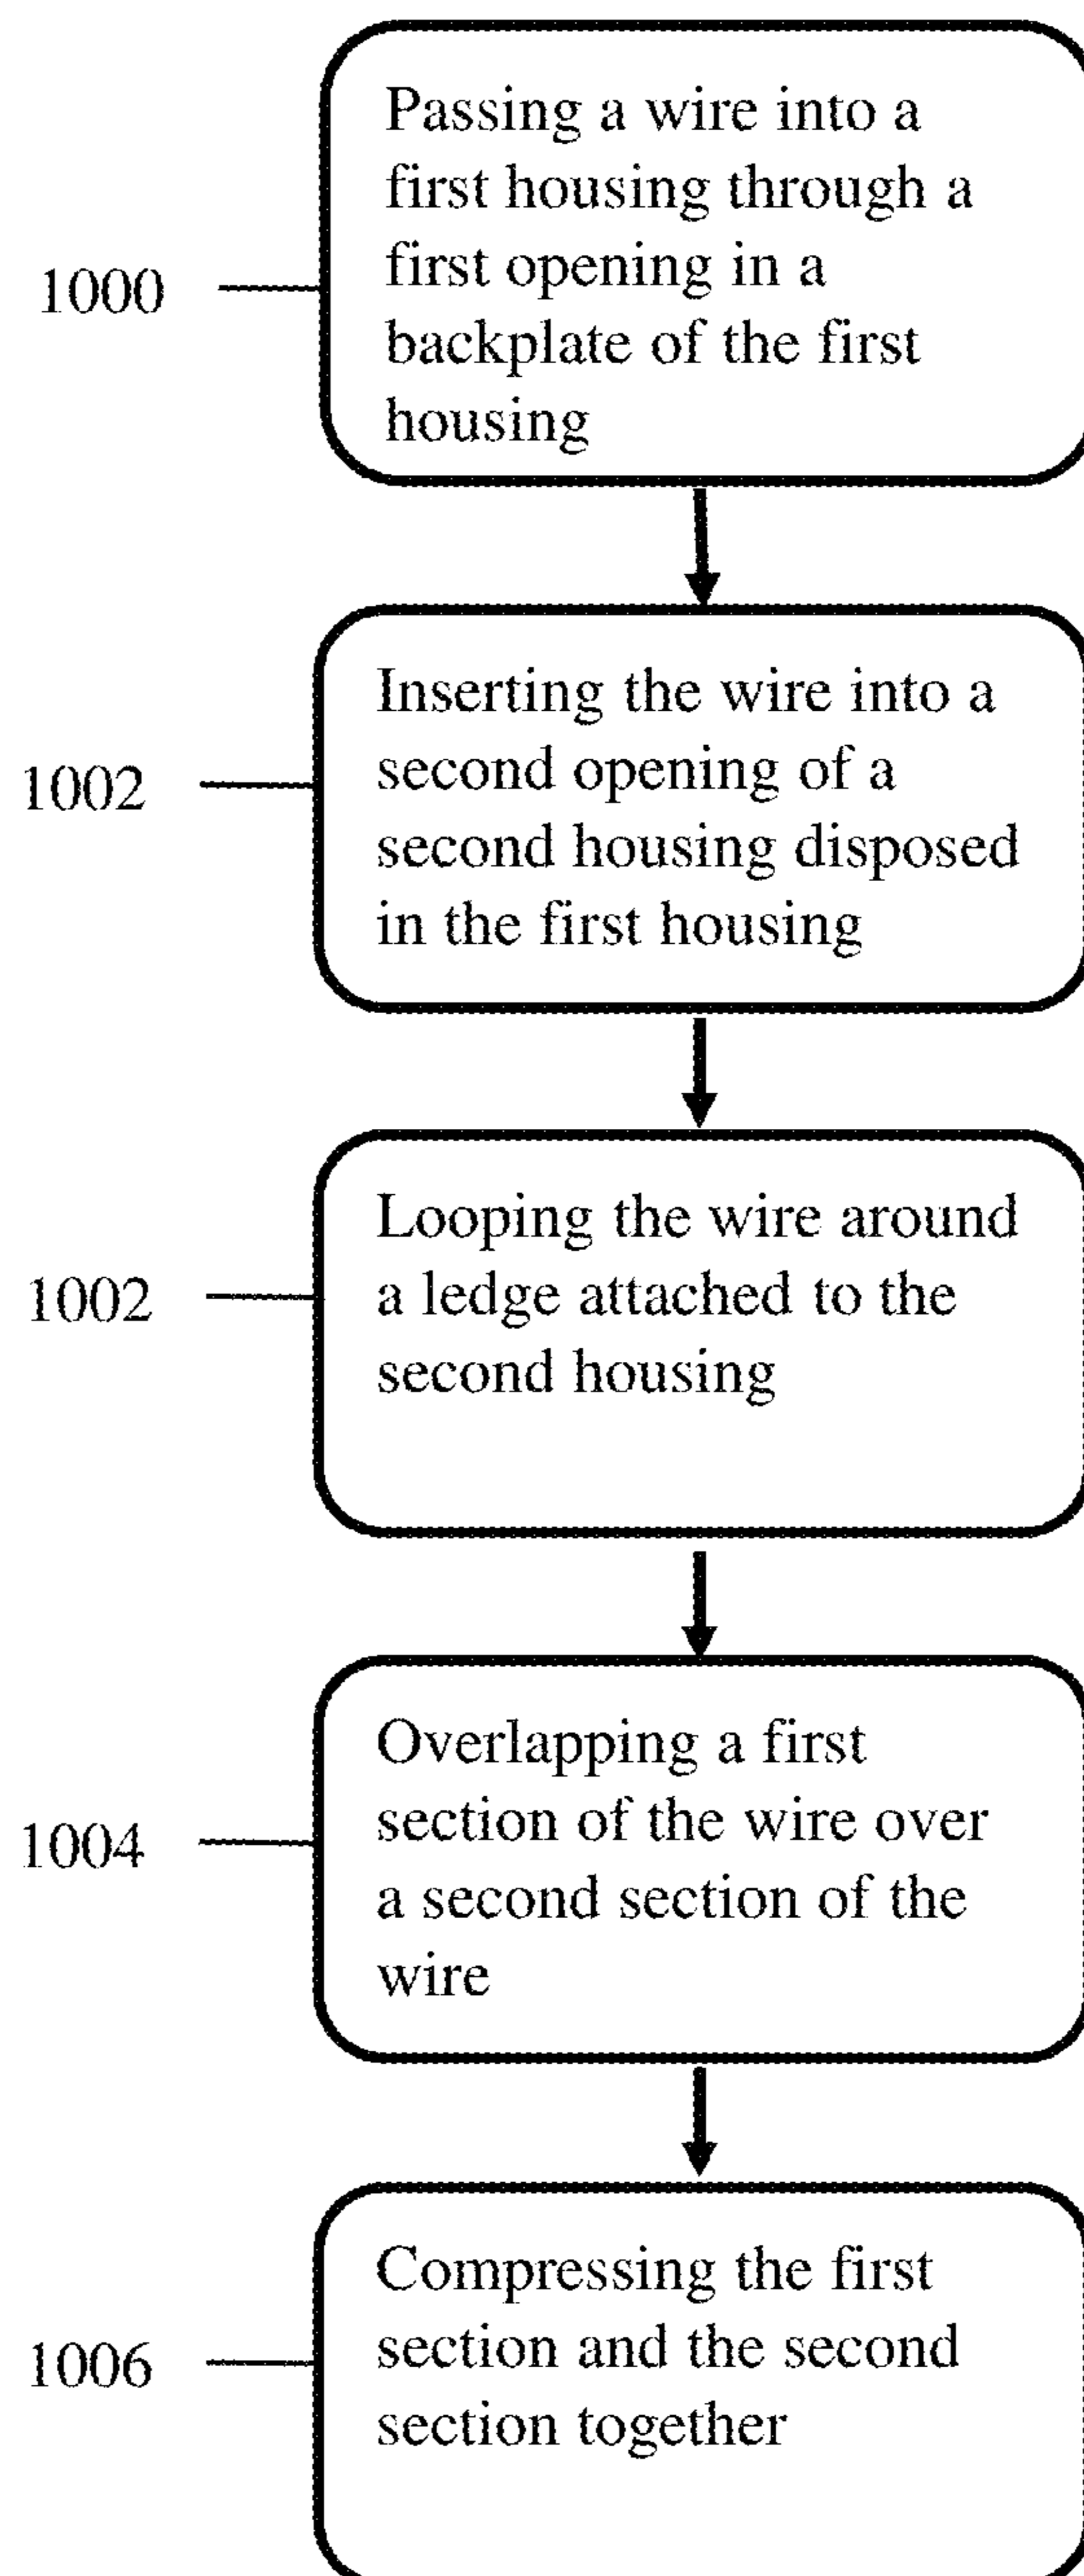 Passing a wire into a
first housing through a
first opening in a
backplate of the first
housing
1000
Inserting the wire into a
second opening of a
second housing disposed
in the first housing
1002
Looping the wire around
a ledge attached to the
second housing
1002
Overlapping a first
section of the wire over
a second section of the
wire
1004
Compressing the first
section and the second
section together
1006